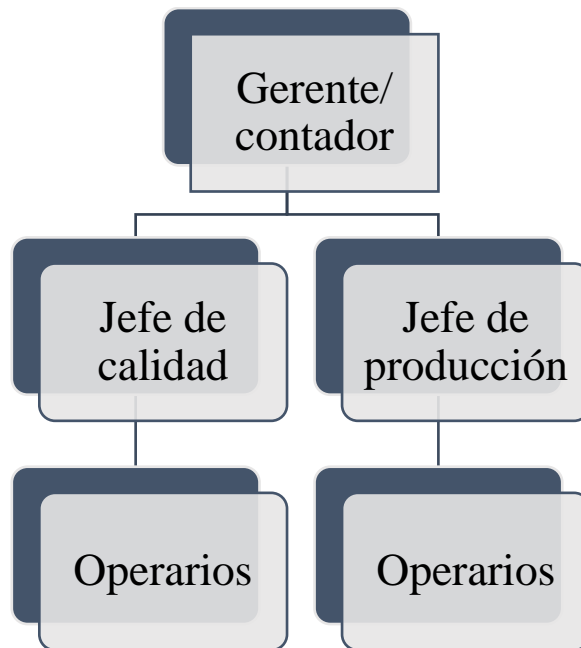 Gerente/
contador
Jefe de
calidad
Jefe de
producción
Operarios
Operarios